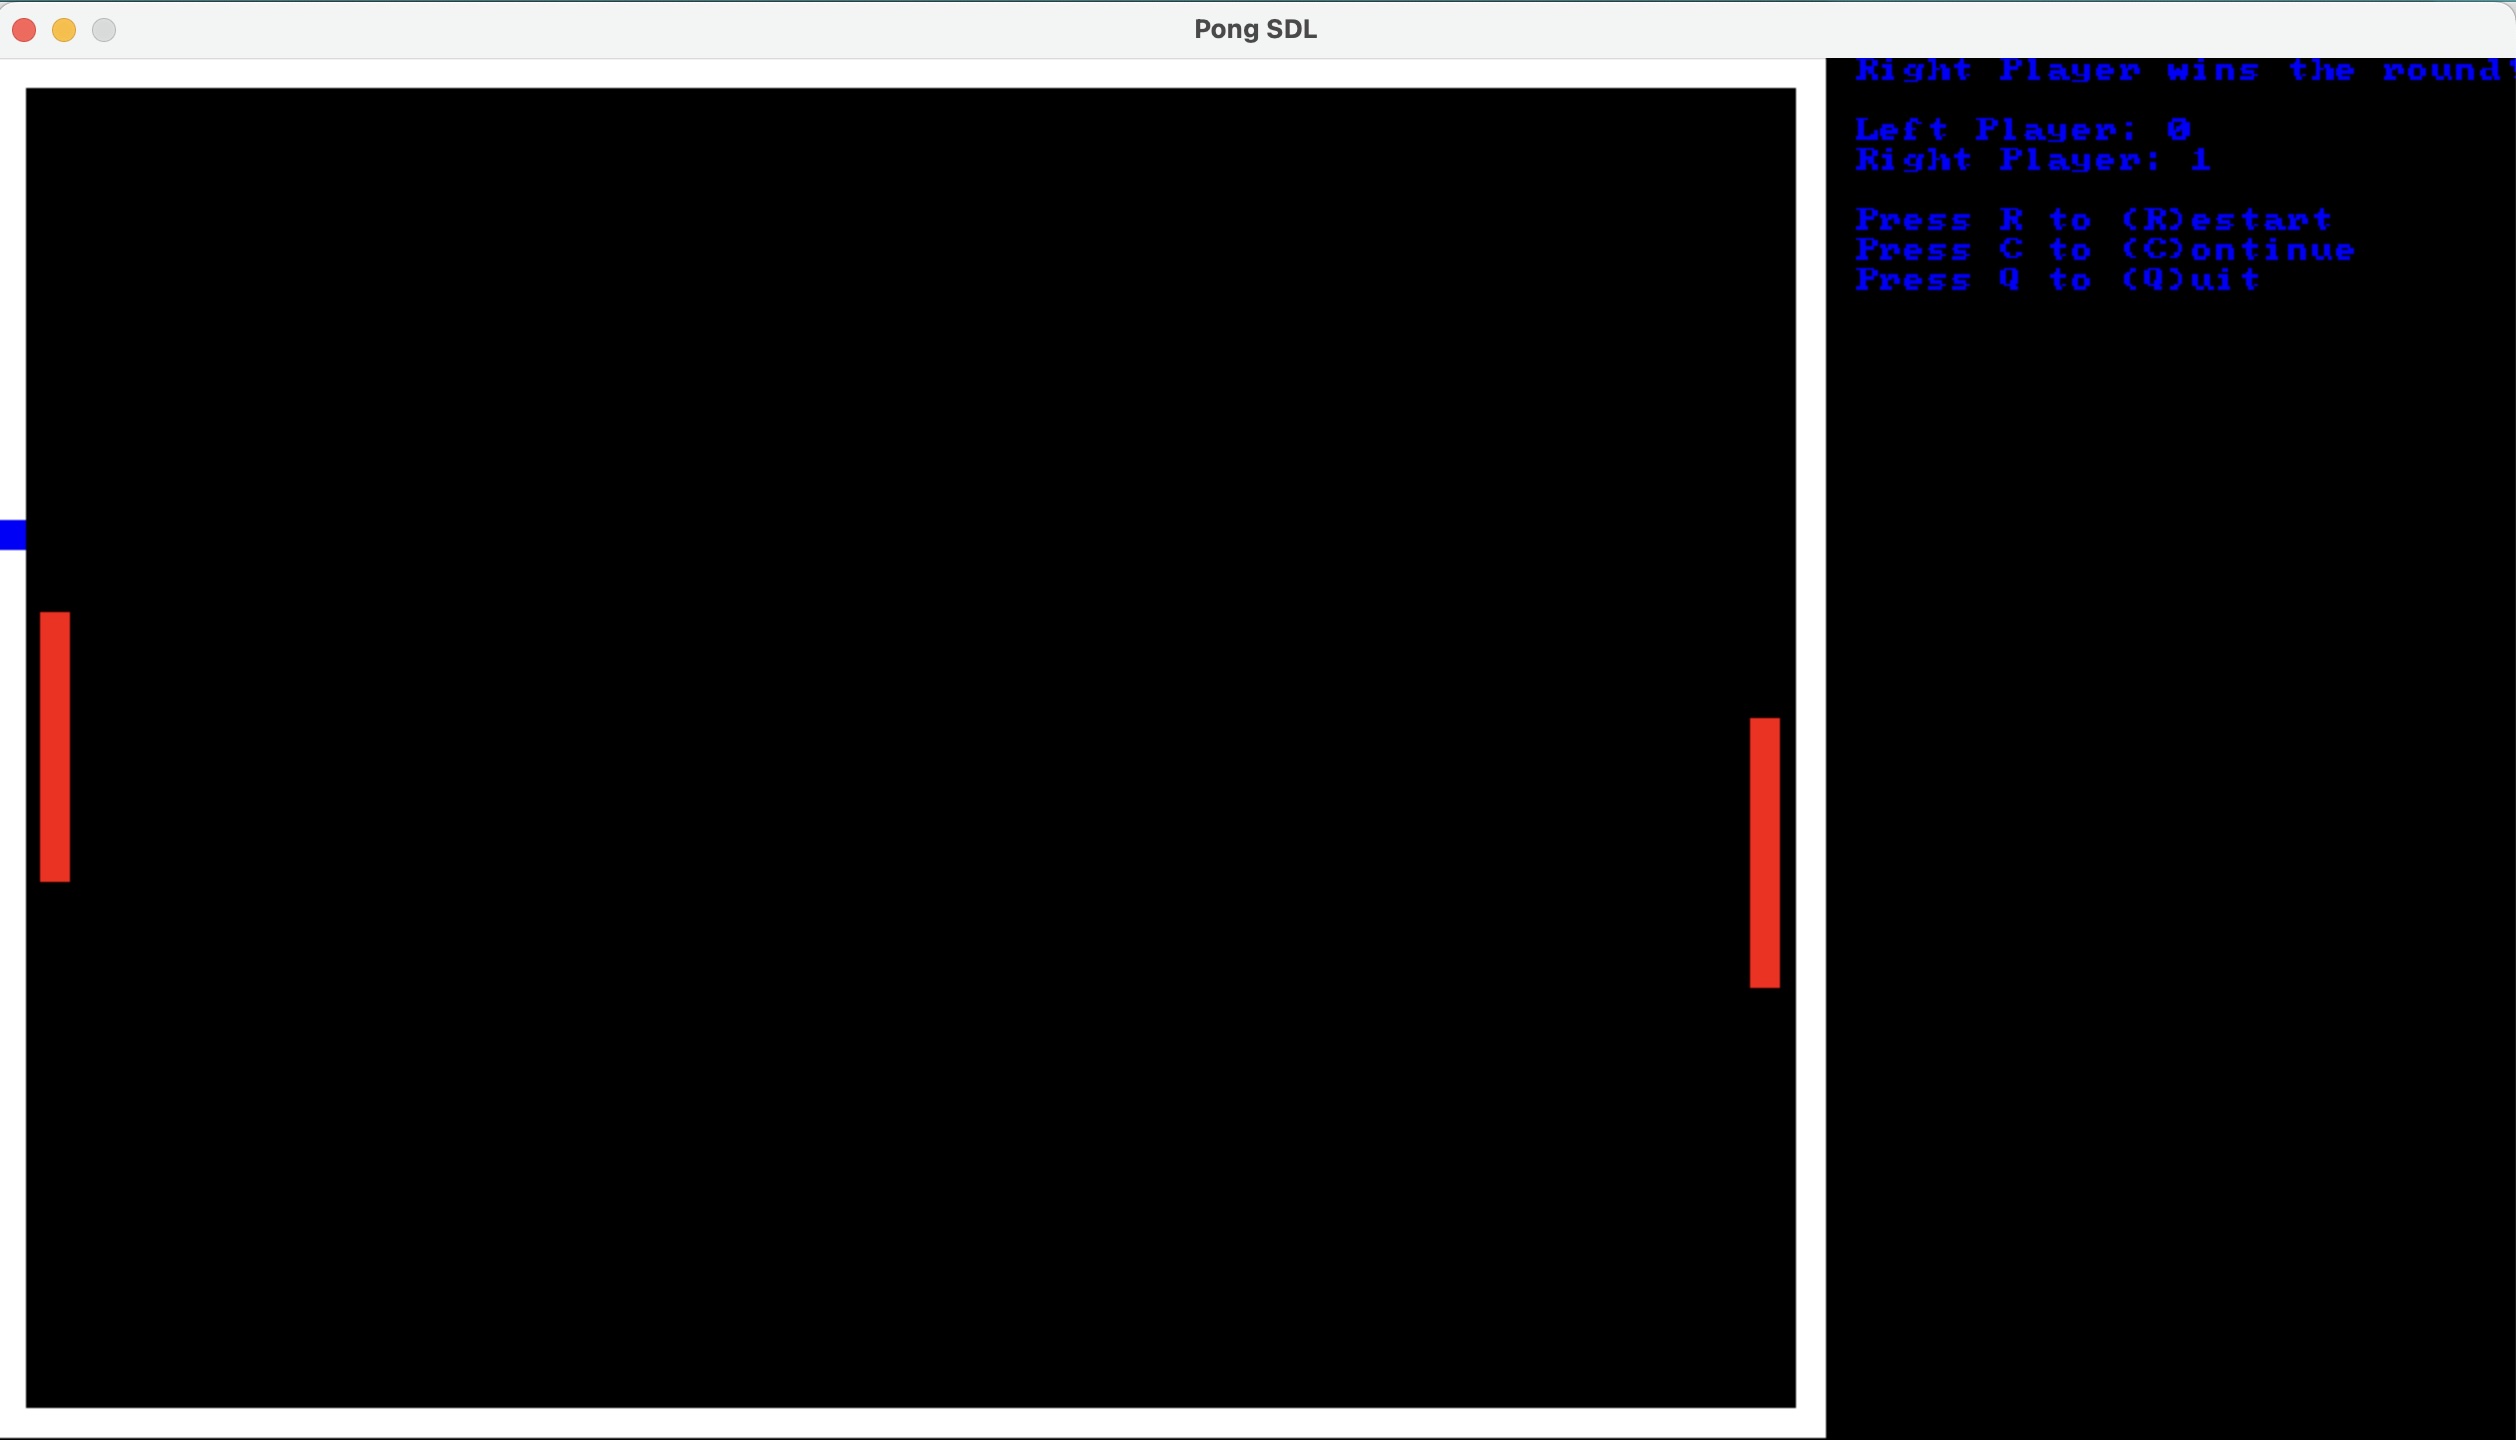 Pong SDL
Right Player wins the round
Left Player: 0
Right Player: 1
Press R to (R)estart
Press C to (C)ontinue
Press Q to (Q)uit